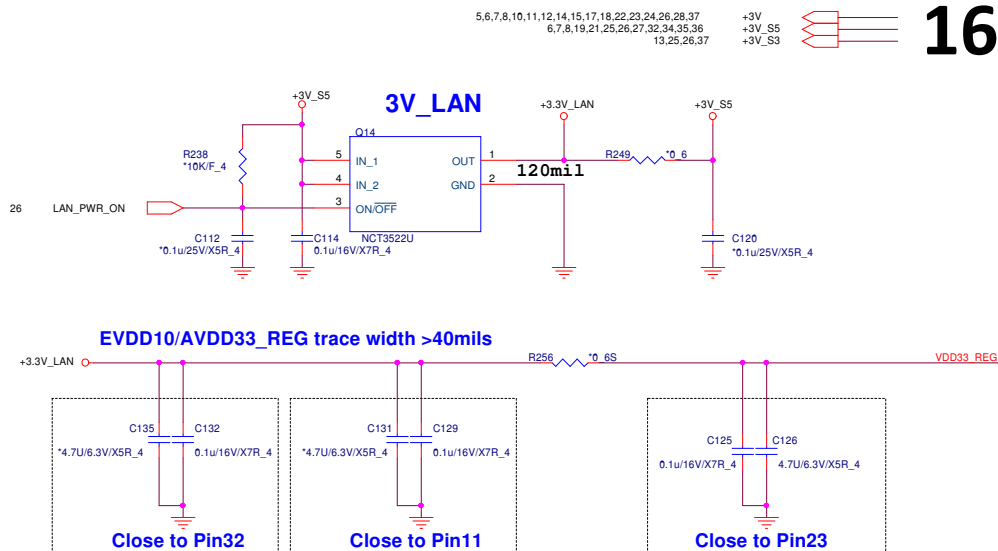 5,6,7,8,10,11,12,14,15,17,18,22,23,24,26,28,37 +3V
6,7,8,19,21,25,26,27,32,34,35,36 +3V_S5
13,25,26,37 +3V_S3
16
+3V_S5
3V_LAN
+3.3V_LAN
+3V_S5
Q14
R238
*10K/F_4
5 IN_1
OUT 1
R249 *0_6
120mil
4 IN_2
GND 2
26 LAN_PWR_ON
3 ON/OFF
C112
*0.1u/25V/X5R_4
C114
0.1u/16V/X7R_4
NCT3522U
C120
*0.1u/25V/X5R_4
EVDD10/AVDD33_REG trace width >40mils
+3.3V_LAN
R256 *0_6S
VDD33_REG
C135 C132
*4.7U/6.3V/X5R_4 0.1u/16V/X7R_4
C131 C129
*4.7U/6.3V/X5R_4 0.1u/16V/X7R_4
C125 C126
0.1u/16V/X7R_4 4.7U/6.3V/X5R_4
Close to Pin32
Close to Pin11
Close to Pin23